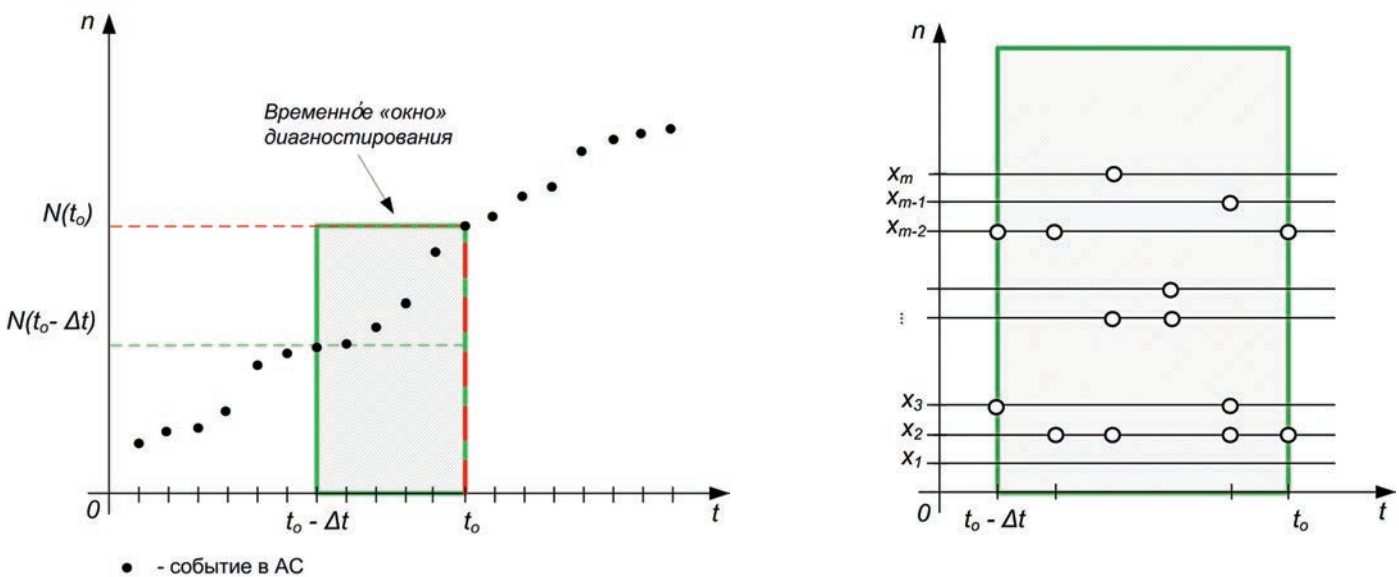 n
Временно́е «окно»
диагностирования
N(tₒ)
N(tₒ- Δt)
0
tₒ - Δt
tₒ
t
● - событие в АС
n
xₘ
xₘ₋₁
xₘ₋₂
⋮
x₃
x₂
x₁
0
tₒ - Δt
tₒ
t